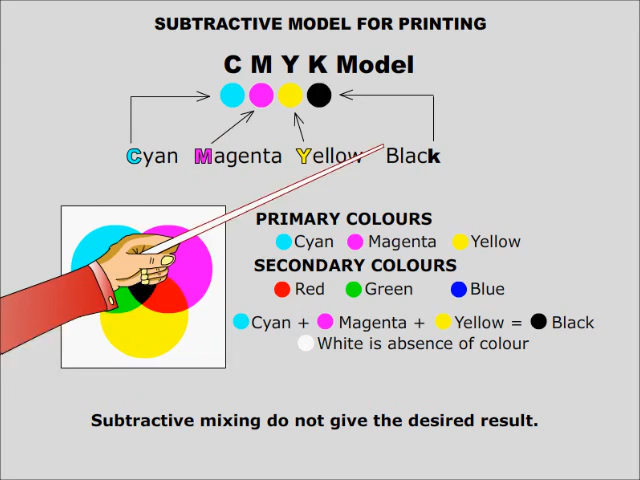 SUBTRACTIVE MODEL FOR PRINTING
C M Y K Model
Cyan Magenta Yellow Black
PRIMARY COLOURS
Cyan Magenta Yellow
SECONDARY COLOURS
Red Green Blue
Cyan + Magenta + Yellow = Black
White is absence of colour
Subtractive mixing do not give the desired result.